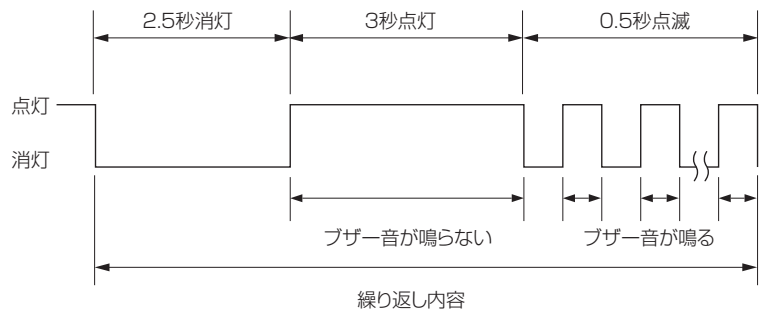 2.5秒消灯
3秒点灯
0.5秒点滅
点灯
消灯
ブザー音が鳴らない
ブザー音が鳴る
繰り返し内容